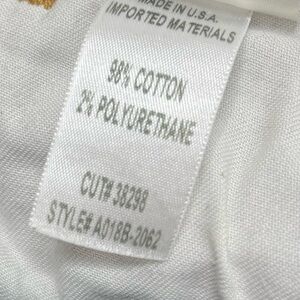 MADE IN U.S.A.
IMPORTED MATERIALS
98% COTTON
2% POLYURETHANE
CUT# 38298
STYLE# A018B-2062